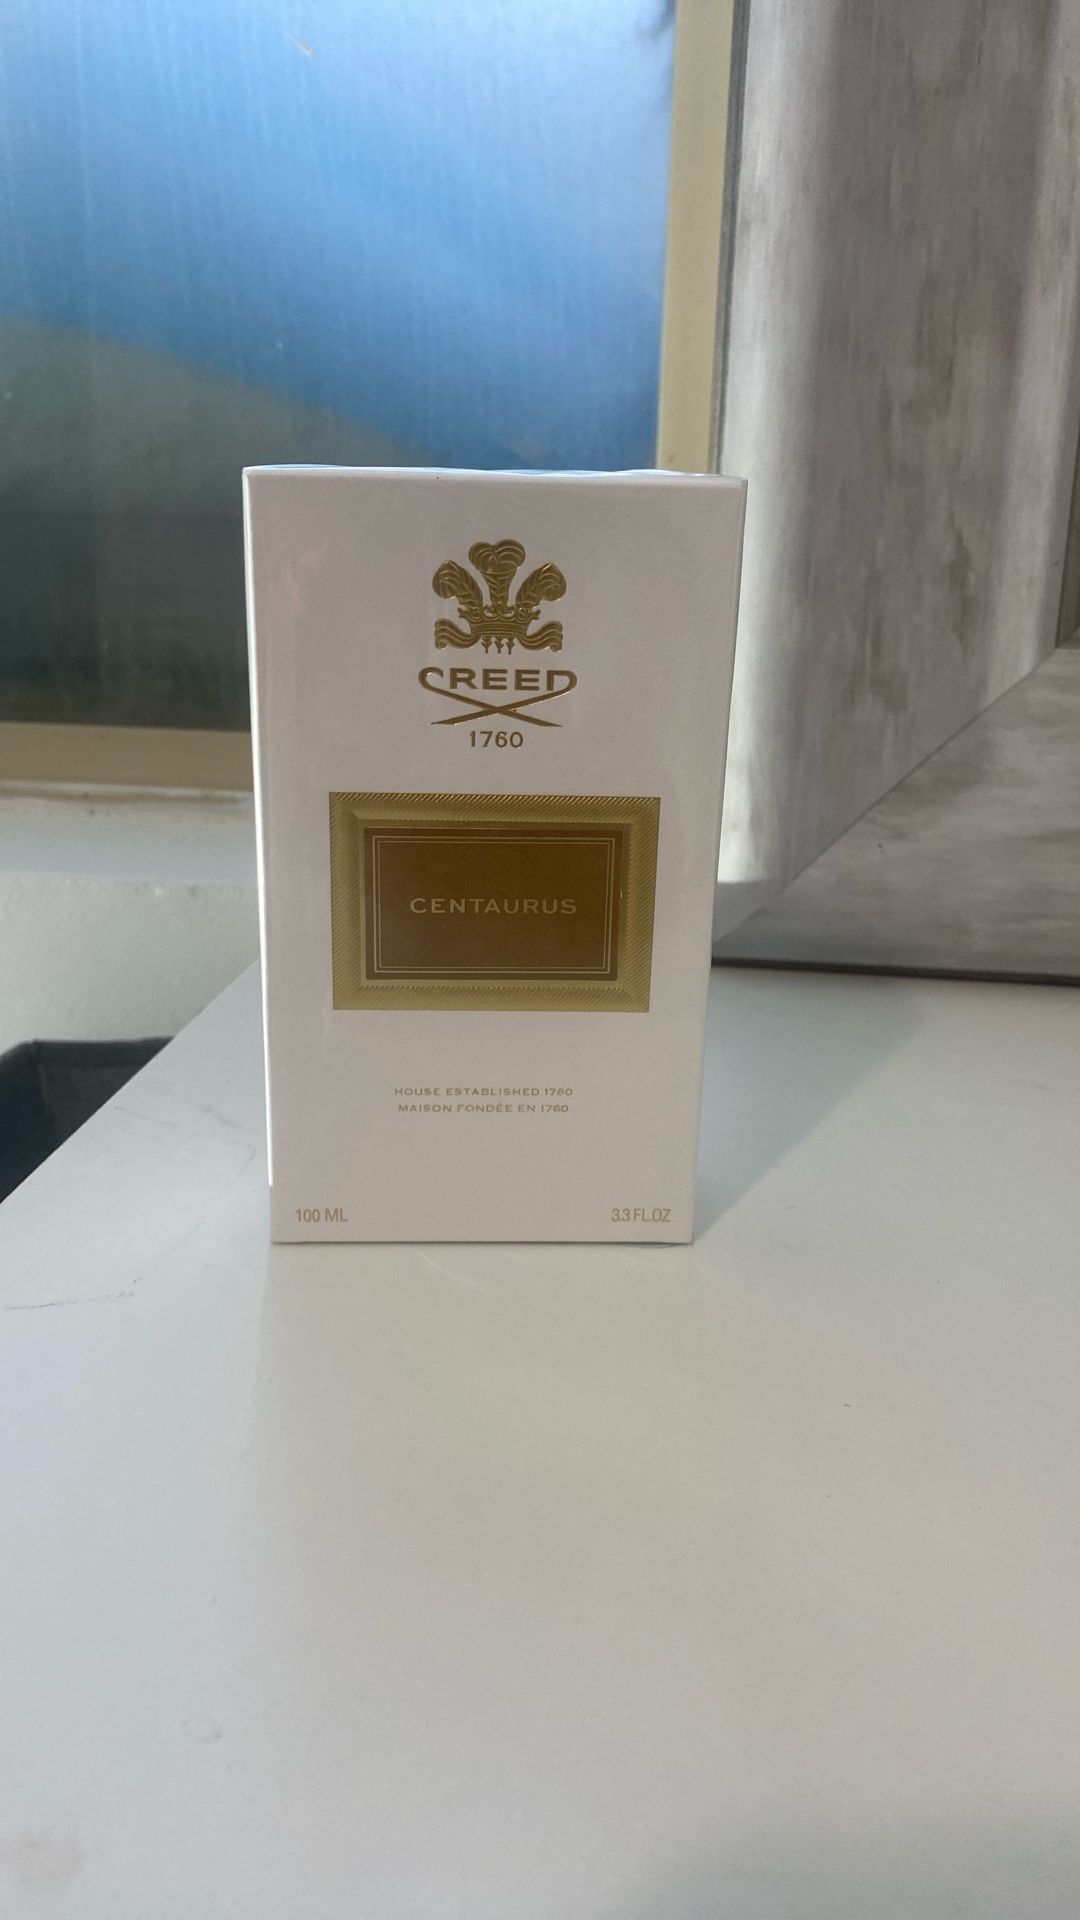 CREED
1760
CENTAURUS
HOUSE ESTABLISHED 1760
MAISON FONDÉE EN 1760
100 ML 3.3 FL.OZ